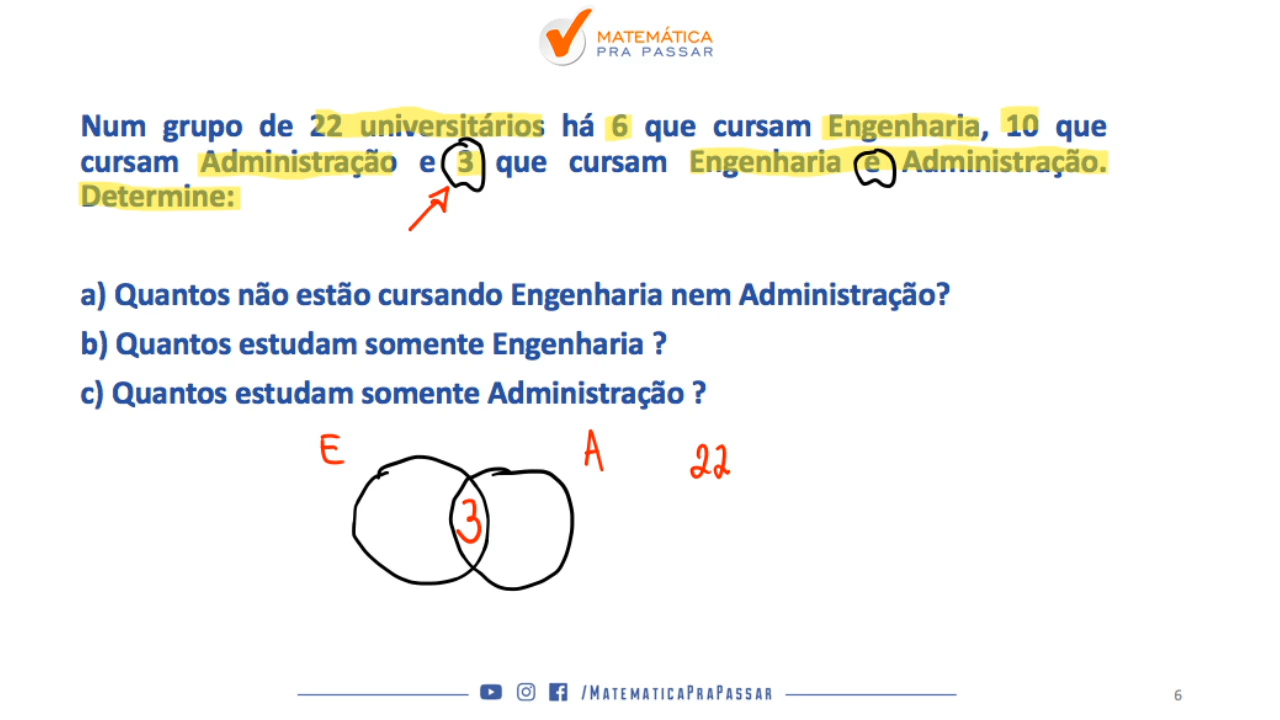 MATEMÁTICA
PRA PASSAR
Num grupo de 22 universitários há 6 que cursam Engenharia, 10 que
cursam Administração e 3 que cursam Engenharia e Administração.
Determine:
a) Quantos não estão cursando Engenharia nem Administração?
b) Quantos estudam somente Engenharia ?
c) Quantos estudam somente Administração ?
E A 22
3
/MATEMATICAPRAPASSAR
6